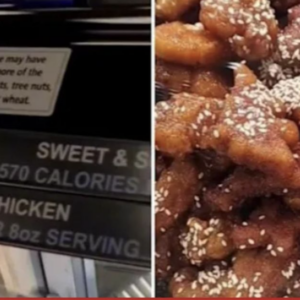 e may have
ore of the
ts, tree nuts,
wheat.
SWEET & S
570 CALORIES
HICKEN
8oz SERVING